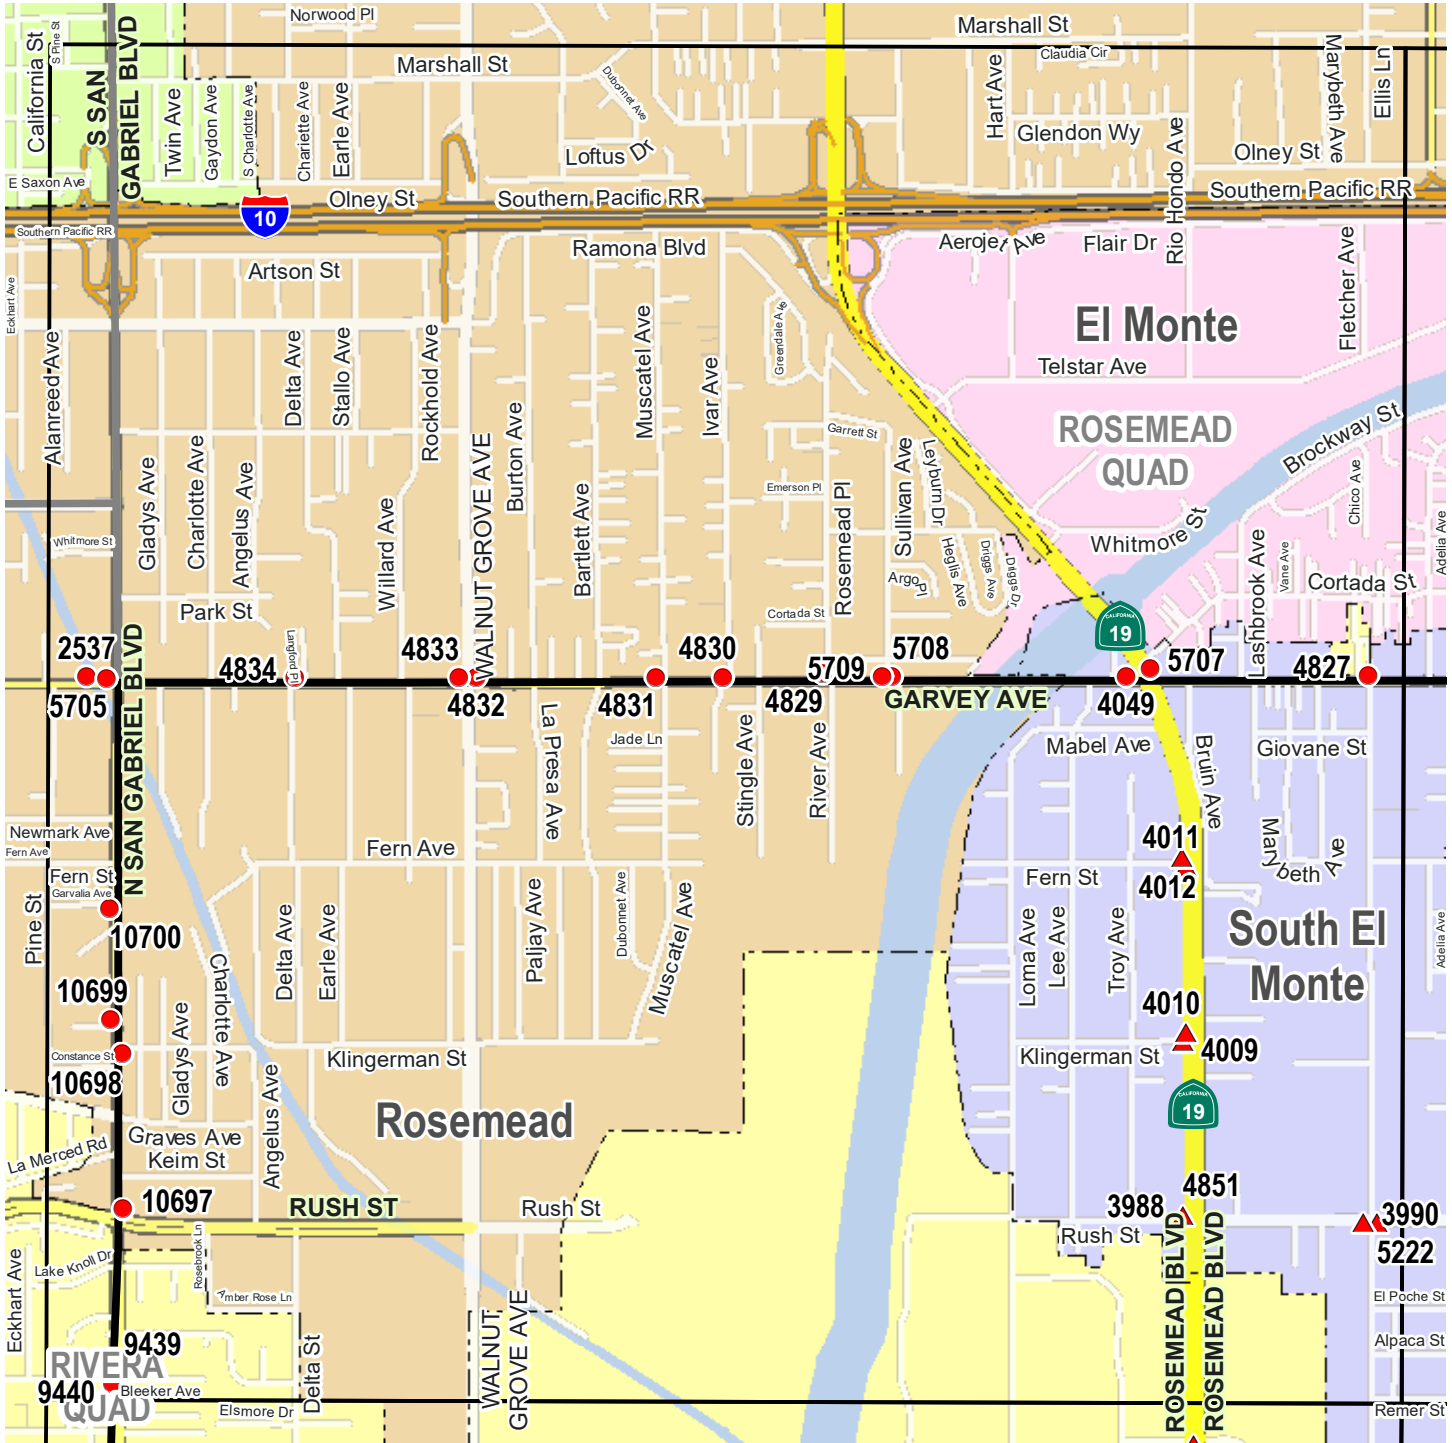 Norwood Pl
Marshall St
California St
S Pine St
S SAN
GABRIEL BLVD
Claudia Cir
Marshall St
Dubonnet Ave
Hart Ave
Marybeth Ave
Ellis Ln
Twin Ave
Gaydon Ave
S Charlotte Ave
Chariette Ave
Earle Ave
Glendon Wy
Loftus Dr
Olney St
Rio Hondo Ave
E Saxon Ave
Olney St
Southern Pacific RR
Southern Pacific RR
10
Southern Pacific RR
Ramona Blvd
Aerojet Ave
Flair Dr
Artson St
Eckhart Ave
Fletcher Ave
El Monte
Alanreed Ave
Delta Ave
Stallo Ave
Rockhold Ave
Muscatel Ave
Ivar Ave
Greendale Ave
Telstar Ave
ROSEMEAD
QUAD
Brockway St
Garrett St
Gladys Ave
Charlotte Ave
Angelus Ave
Willard Ave
WALNUT GROVE AVE
Burton Ave
Bartlett Ave
Emerson Pl
Rosemead Pl
Sullivan Ave
Leyburn Dr
Chico Ave
Whitmore St
Whitmore St
Heglis Ave
Driggs Ave
Driggs Dr
Lashbrook Ave
Vane Ave
Adelia Ave
Argo Pl
Cortada St
Park St
Cortada St
CALIFORNIA
19
2537
4834
Langford Pl
4833
4830
5709
5708
5707
4827
5705
4832
4831
4829
GARVEY AVE
4049
N SAN GABRIEL BLVD
La Presa Ave
Jade Ln
Stingle Ave
River Ave
Mabel Ave
Bruin Ave
Giovane St
Newmark Ave
Fern Ave
Fern Ave
4011
Marybeth Ave
Fern St
Garvalia Ave
Fern St
4012
Pine St
10700
Delta Ave
Earle Ave
Paljay Ave
Dubonnet Ave
Muscatel Ave
Loma Ave
Lee Ave
Troy Ave
South El
Monte
Adelia Ave
10699
Charlotte Ave
4010
Constance St
Klingerman St
Klingerman St
4009
10698
Gladys Ave
Angelus Ave
Rosemead
CALIFORNIA
19
Graves Ave
Keim St
La Merced Rd
10697
RUSH ST
Rush St
3988
4851
3990
Rush St
5222
Lake Knoll Dr
Rosebrook Ln
Eckhart Ave
Amber Rose Ln
El Poche St
ROSEMEAD BLVD
ROSEMEAD BLVD
9439
Delta St
WALNUT
GROVE AVE
Alpaca St
RIVERA
QUAD
9440
Bleeker Ave
Elsmore Dr
Remer St